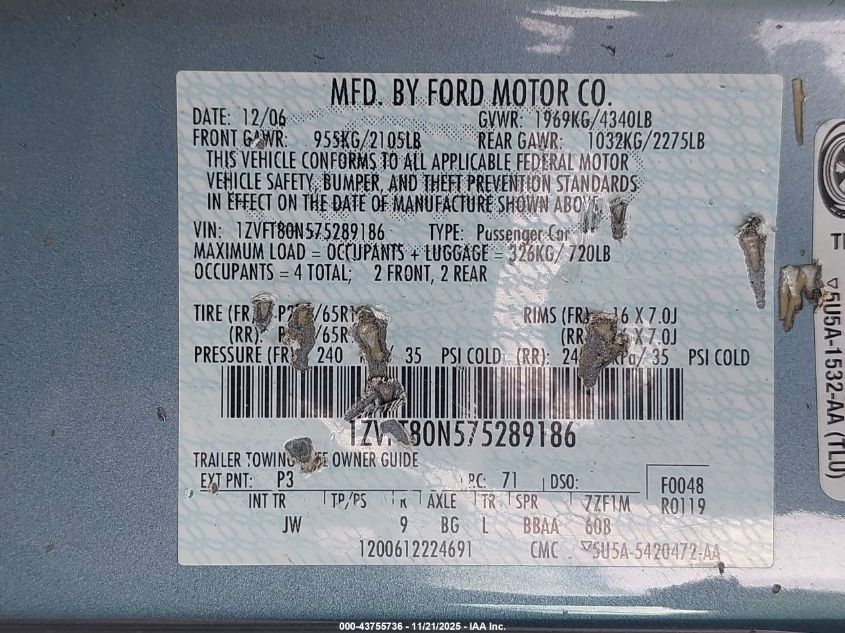 MFD. BY FORD MOTOR CO.
DATE: 12/06 GVWR: 1969KG/4340LB
FRONT GAWR: 955KG/2105LB REAR GAWR: 1032KG/2275LB
THIS VEHICLE CONFORMS TO ALL APPLICABLE FEDERAL MOTOR
VEHICLE SAFETY, BUMPER, AND THEFT PREVENTION STANDARDS
IN EFFECT ON THE DATE OF MANUFACTURE SHOWN ABOVE
VIN: 1ZVFT80N575289186 TYPE: Passenger Car
MAXIMUM LOAD = OCCUPANTS + LUGGAGE = 326KG/ 720LB
OCCUPANTS = 4 TOTAL; 2 FRONT, 2 REAR
TIRE (FR) /65R RIMS (FR) 16 X 7.0J
(RR): /65R (RR) X 7.0J
PRESSURE (FR) 240 / 35 PSI COLD (RR): / 35 PSI COLD
1ZVFT80N575289186
TRAILER TOWING OWNER GUIDE
EXT PNT: P3 RC: 71 DSO: F0048
INT TR TP/PS R AXLE TR SPR 7ZF1M R0119
JW 9 BG L BBAA 60B
1200612224691 CMC ▽5U5A-5420472-AA
▽5U5A-1532-AA (TLU)
000-43755736 - 11/21/2025 - IAA Inc.